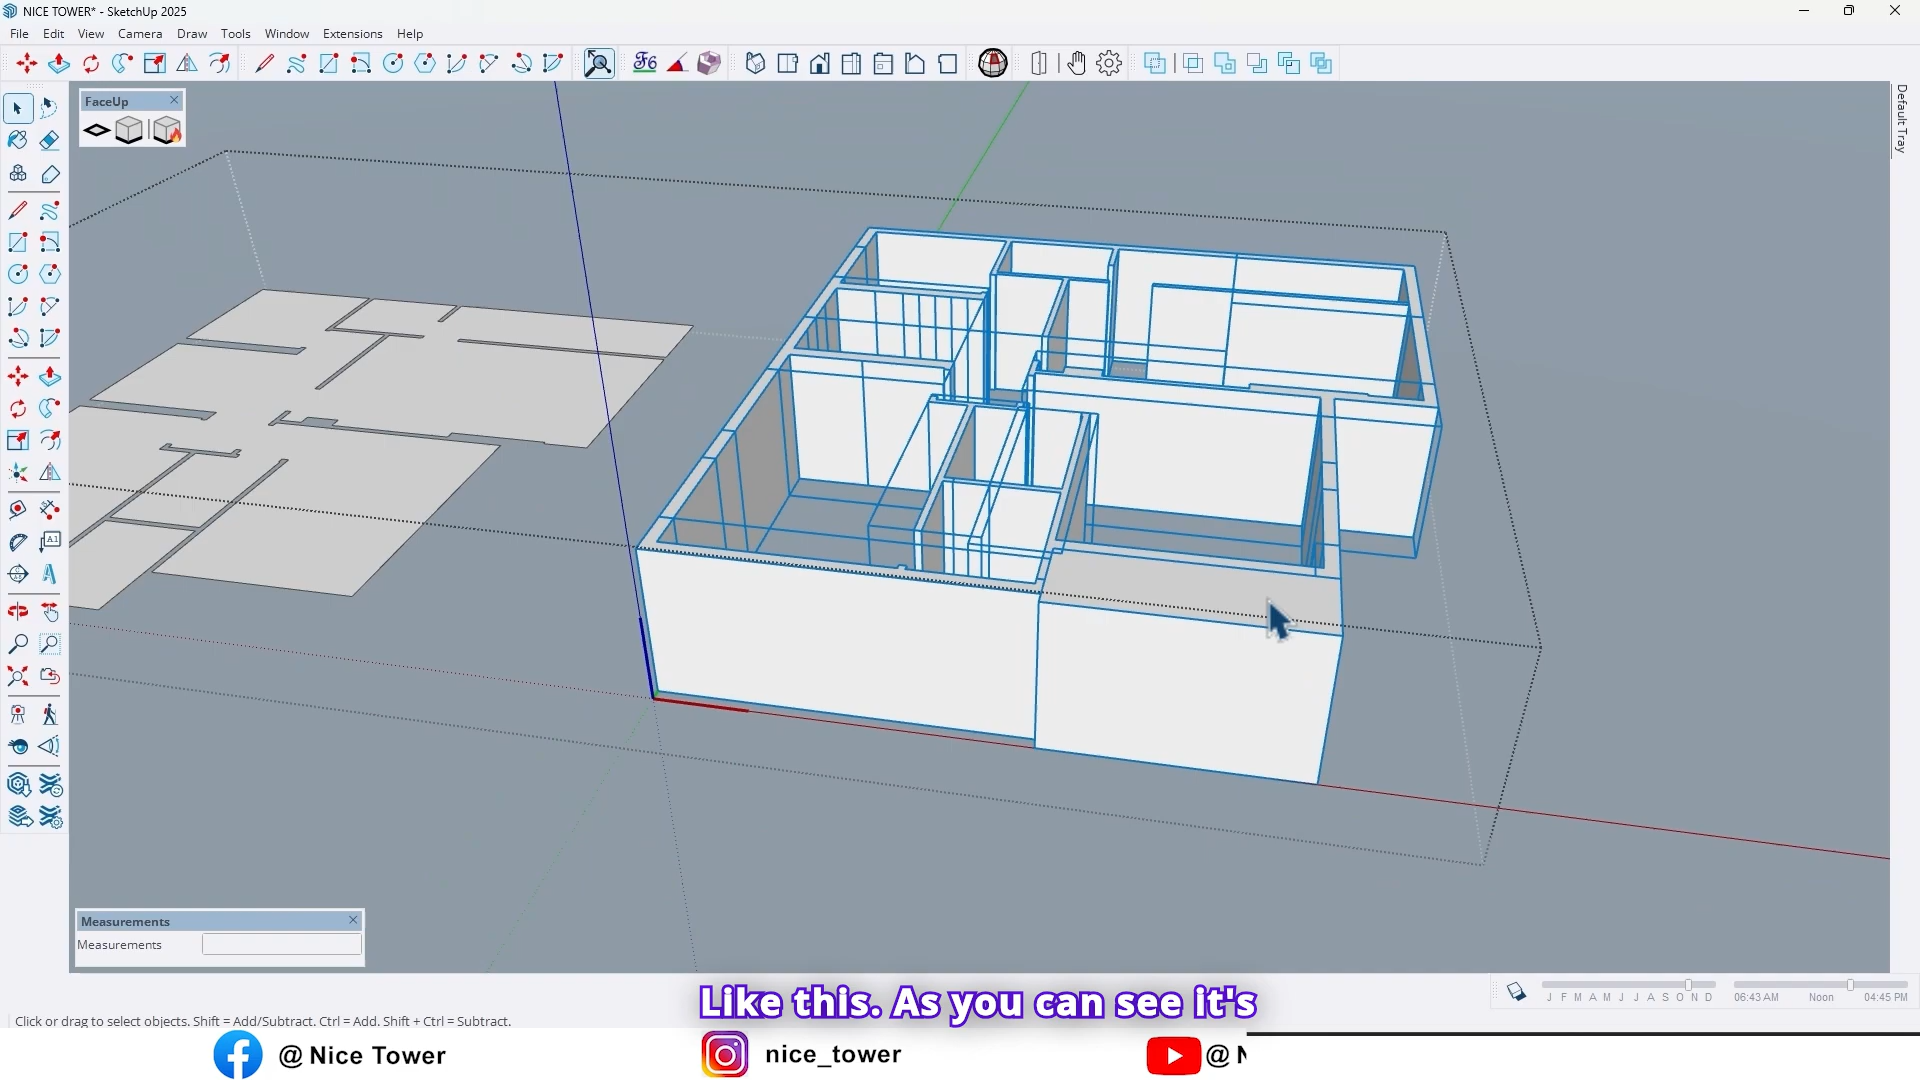 NICE TOWER* - SketchUp 2025
File Edit View Camera Draw Tools Window Extensions Help
FaceUp
Default Tray
Measurements
Measurements
Like this. As you can see it's
J F M A M J J A S O N D 06:43 AM Noon 04:45 PM
Click or drag to select objects. Shift = Add/Subtract. Ctrl = Add. Shift + Ctrl = Subtract.
@ Nice Tower nice_tower @ N